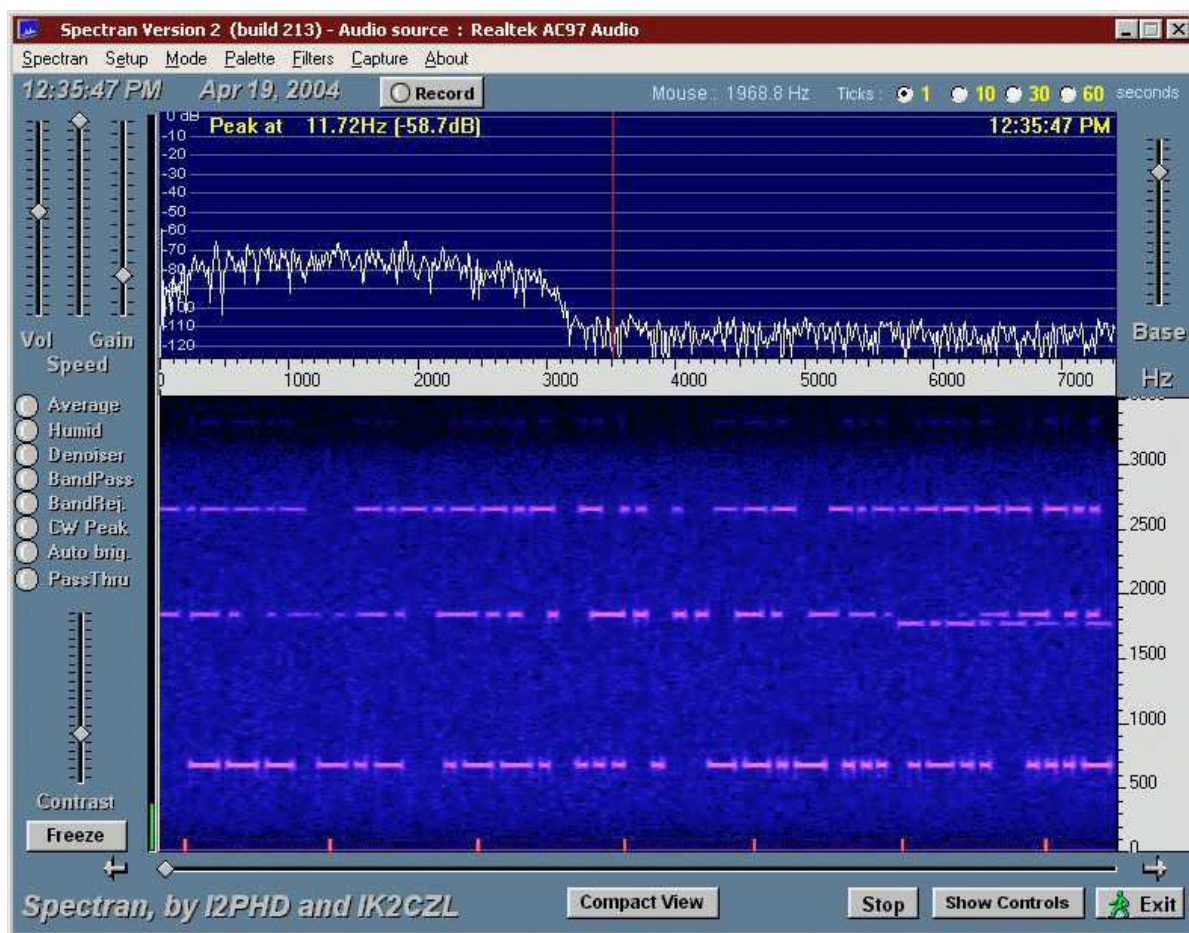 Spectran Version 2 (build 213) - Audio source : Realtek AC97 Audio
Spectran Setup Mode Palette Filters Capture About
12:35:47 PM Apr 19, 2004 Record Mouse : 1968.8 Hz Ticks : 1 10 30 60 seconds
0 dB Peak at 11.72Hz (-58.7dB) 12:35:47 PM
-10
-20
-30
-40
-50
-60
-70
-80
-90
-100
-110
-120
Vol Gain
Speed
Base
0 1000 2000 3000 4000 5000 6000 7000 Hz
Average
Humid
Denoiser
BandPass
BandRej.
CW Peak
Auto brig.
PassThru
3000
2500
2000
1500
1000
500
0
Contrast
Freeze
Spectran, by I2PHD and IK2CZL Compact View Stop Show Controls Exit